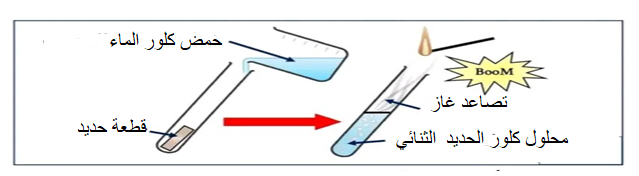 حمض كلور الماء
BooM
تصاعد غاز
قطعة حديد
محلول كلور الحديد الثنائي